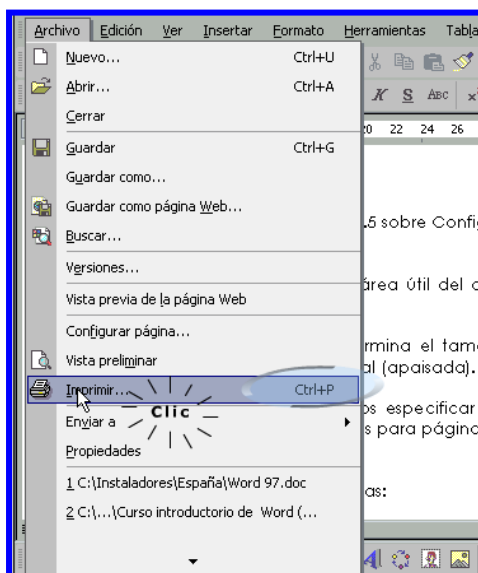 Archivo Edición Ver Insertar Formato Herramientas Tabla
Nuevo... Ctrl+U
Abrir... Ctrl+A
Cerrar
Guardar Ctrl+G
Guardar como...
Guardar como página Web...
Buscar...
Versiones...
Vista previa de la página Web
Configurar página...
Vista preliminar
Imprimir... Ctrl+P
Clic
Enviar a
Propiedades
1 C:\Instaladores\España\Word 97.doc
2 C:\...\Curso introductorio de Word (...
K S ABC x
20 22 24 26
.5 sobre Config
área útil del c
rmina el tam
al (apaisada).
os especificar
s para página
as: